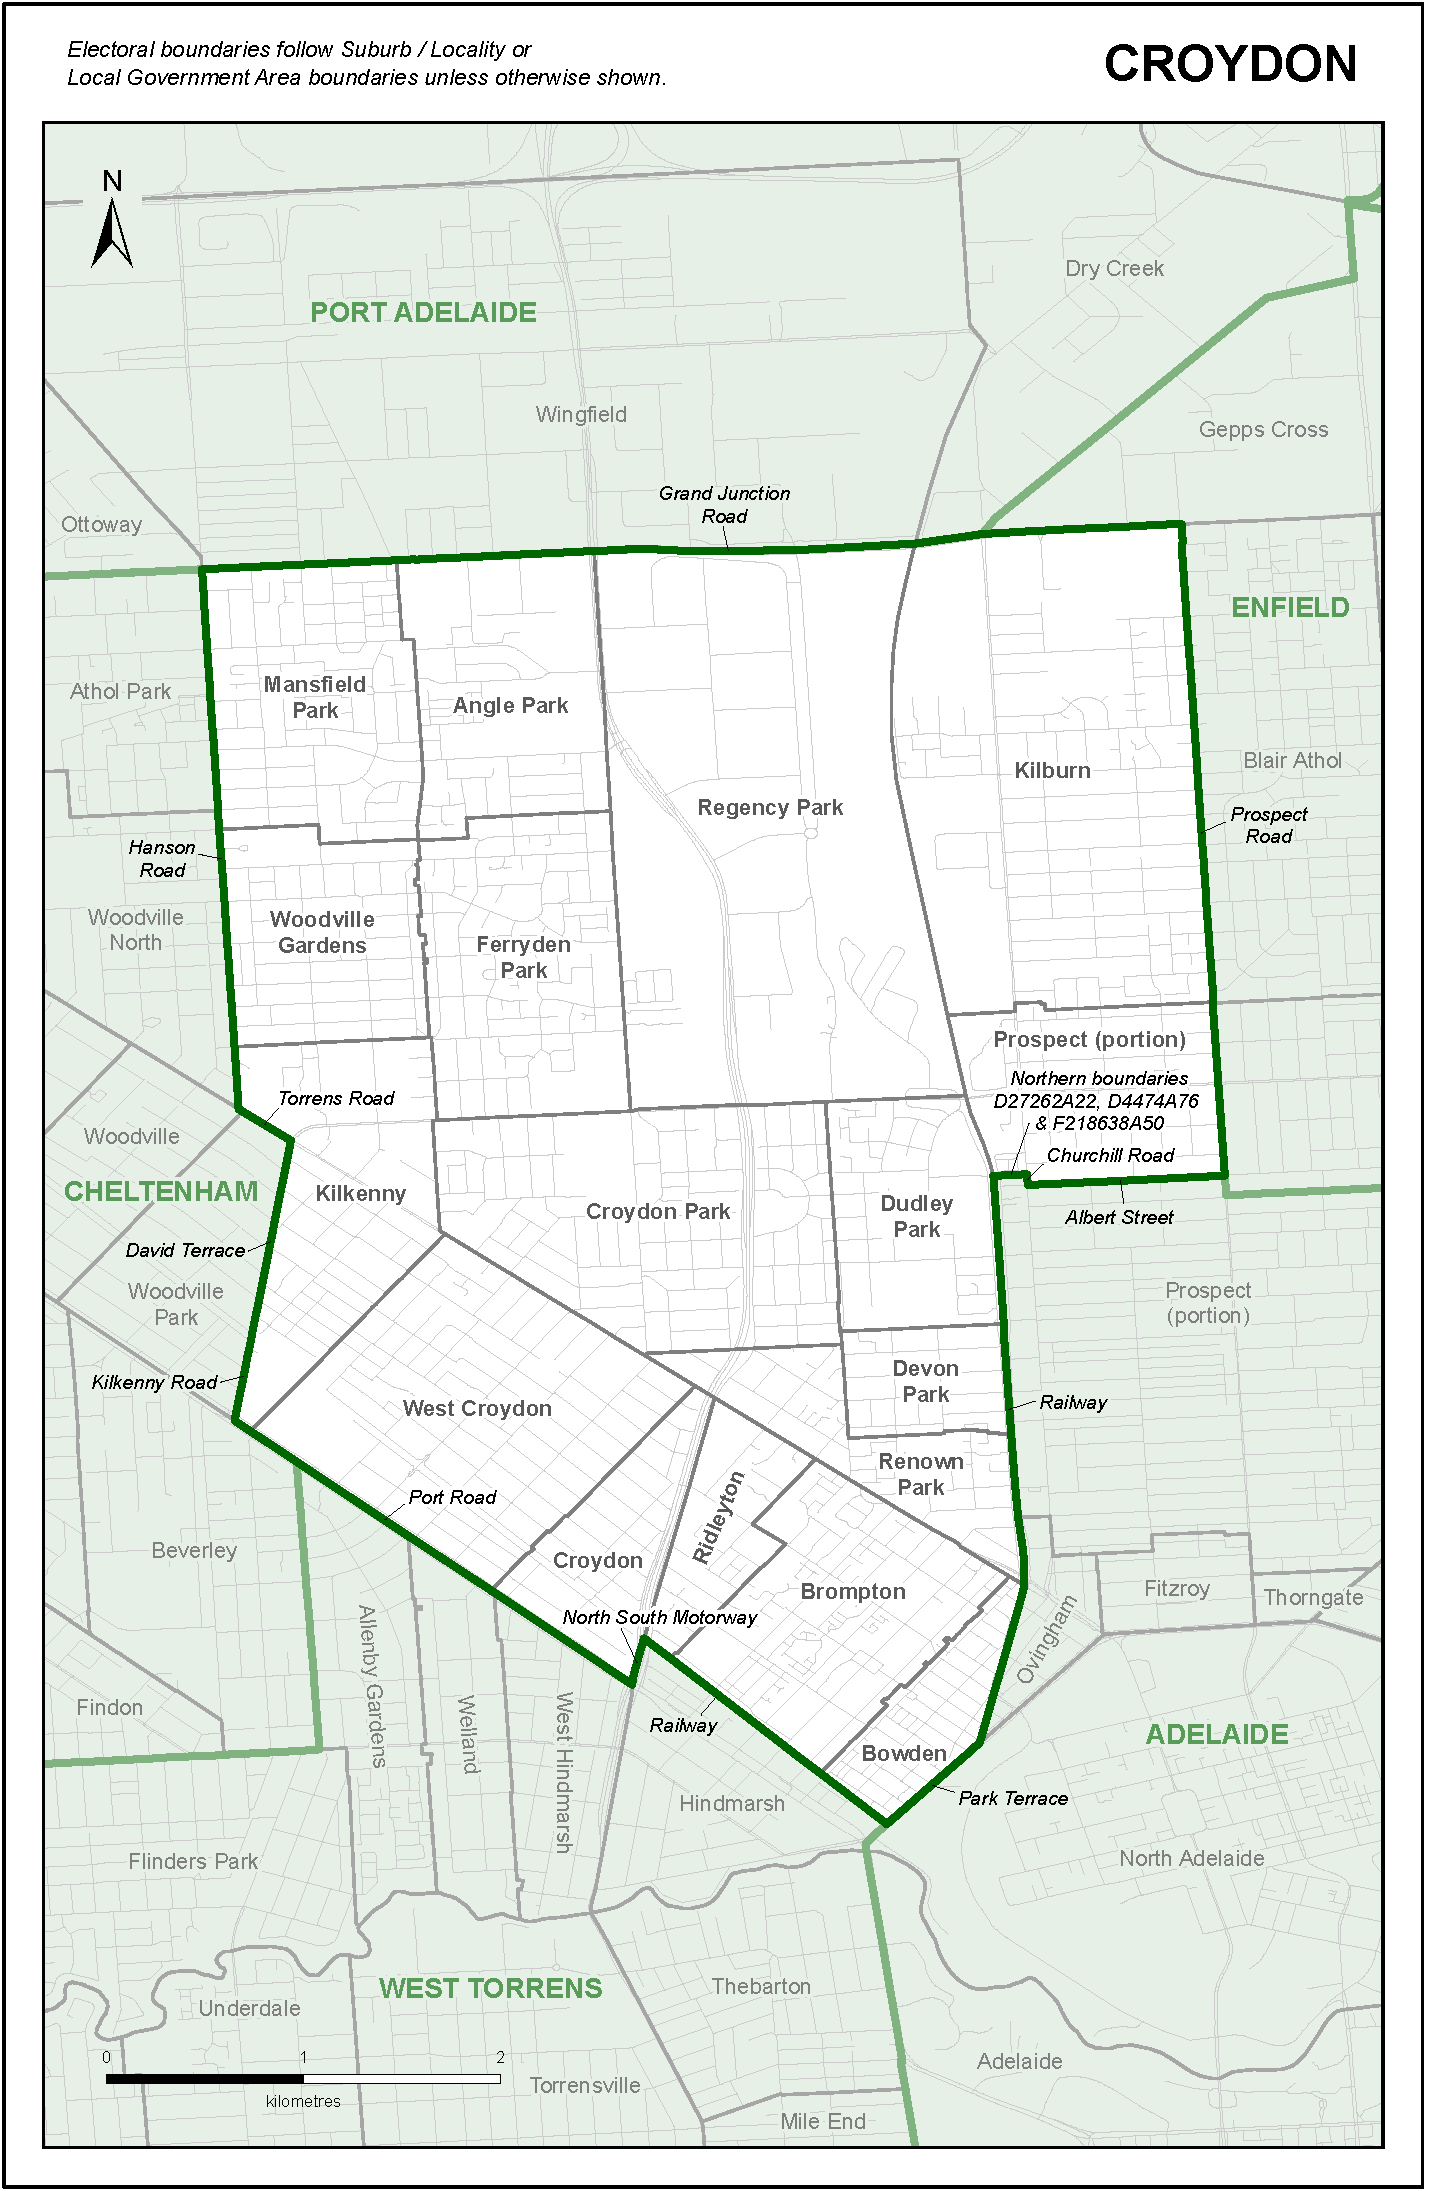 Electoral boundaries follow Suburb / Locality or
Local Government Area boundaries unless otherwise shown.
CROYDON
N
Dry Creek
PORT ADELAIDE
Wingfield
Gepps Cross
Grand Junction
Road
Ottoway
ENFIELD
Athol Park
Mansfield
Park
Angle Park
Kilburn
Blair Athol
Regency Park
Prospect
Road
Hanson
Road
Woodville
North
Woodville
Gardens
Ferryden
Park
Prospect (portion)
Northern boundaries
D27262A22, D4474A76
& F218638A50
Torrens Road
Woodville
Churchill Road
CHELTENHAM
Kilkenny
Croydon Park
Dudley
Park
Albert Street
David Terrace
Woodville
Park
Prospect
(portion)
Kilkenny Road
Devon
Park
West Croydon
Railway
Renown
Park
Port Road
Ridleyton
Beverley
Croydon
Brompton
Fitzroy
Thorngate
North South Motorway
Ovingham
Allenby Gardens
Welland
West Hindmarsh
Findon
Railway
ADELAIDE
Bowden
Park Terrace
Hindmarsh
Flinders Park
North Adelaide
WEST TORRENS
Thebarton
Underdale
0 1 2
kilometres
Adelaide
Torrensville
Mile End